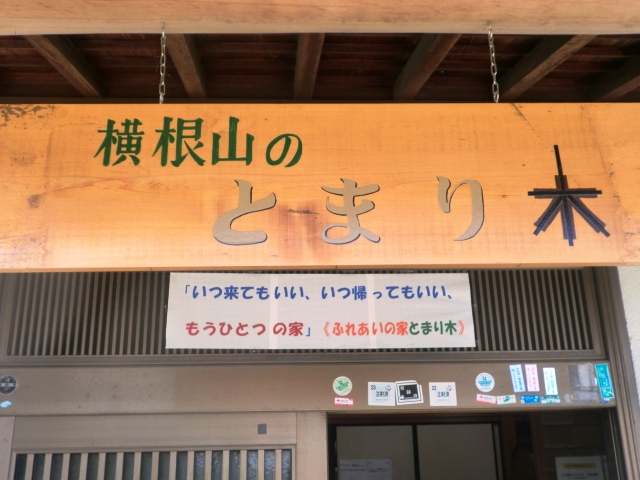 横根山の
とまり木
「いつ来てもいい、いつ帰ってもいい、
もうひとつの家」《ふれあいの家とまり木》